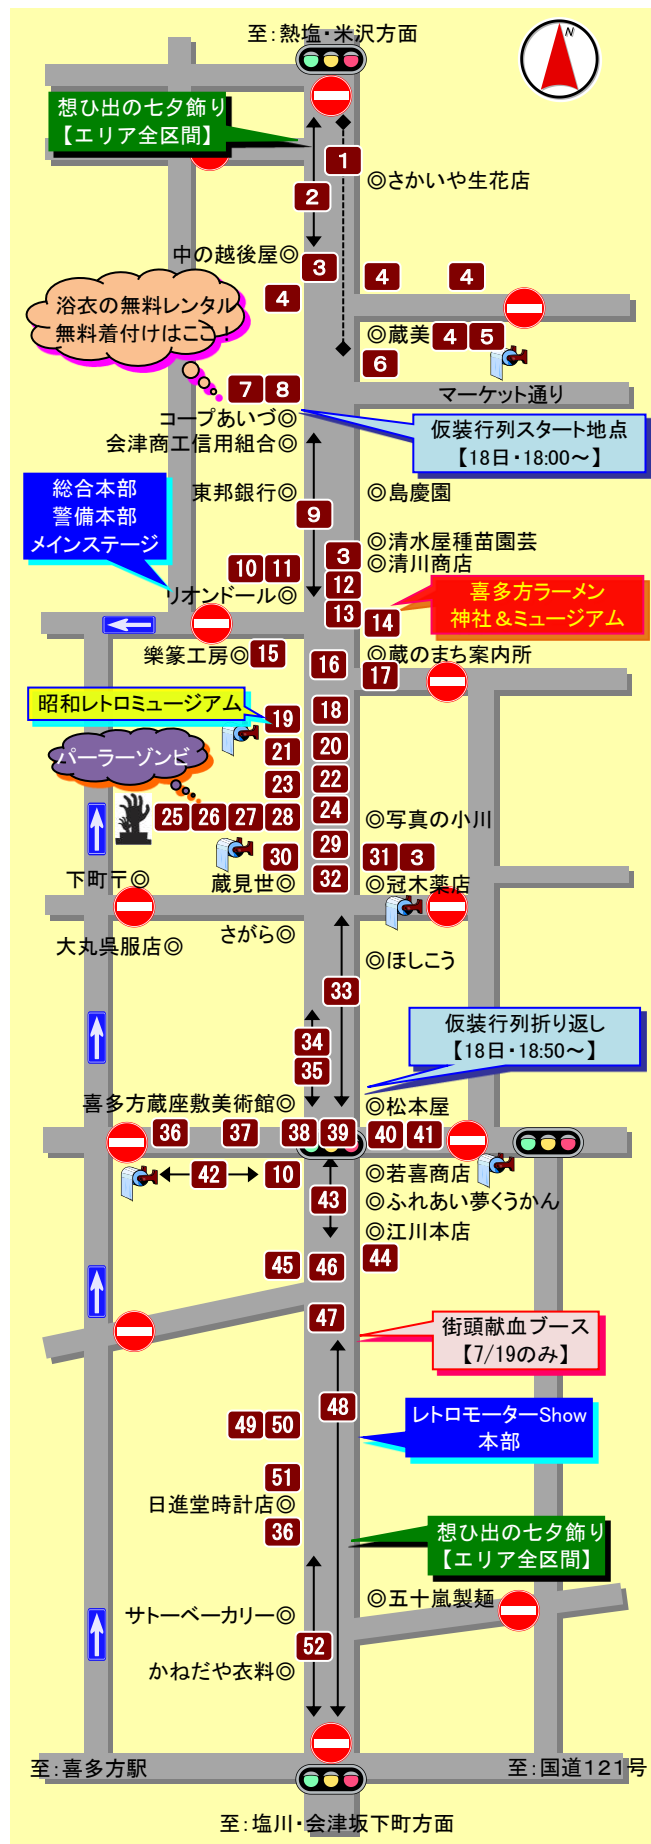 至：熱塩・米沢方面
N
想ひ出の七夕飾り
【エリア全区間】
1
◎さかいや生花店
2
中の越後屋◎
3
4
4
4
浴衣の無料レンタル
無料着付けはここ！
◎蔵美
4
5
6
7
8
マーケット通り
コープあいづ◎
仮装行列スタート地点
【18日・18:00～】
会津商工信用組合◎
総合本部
警備本部
メインステージ
東邦銀行◎
◎島慶園
9
◎清水屋種苗園芸
3
◎清川商店
10
11
12
リオンドール◎
喜多方ラーメン
神社＆ミュージアム
13
14
樂篆工房◎
15
◎蔵のまち案内所
16
17
昭和レトロミュージアム
18
19
20
21
パーラーゾンビ
22
23
24
25
26
27
28
◎写真の小川
29
30
31
3
下町〒◎
蔵見世◎
32
◎冠木薬店
さがら◎
大丸呉服店◎
◎ほしこう
33
仮装行列折り返し
【18日・18:50～】
34
35
喜多方蔵座敷美術館◎
◎松本屋
36
37
38
39
40
41
42
10
◎若喜商店
43
◎ふれあい夢くうかん
◎江川本店
44
45
46
47
街頭献血ブース
【7/19のみ】
48
49
50
レトロモーターShow
本部
51
日進堂時計店◎
36
想ひ出の七夕飾り
【エリア全区間】
◎五十嵐製麺
サトーベーカリー◎
52
かねだや衣料◎
至：喜多方駅
至：国道１２１号
至：塩川・会津坂下町方面